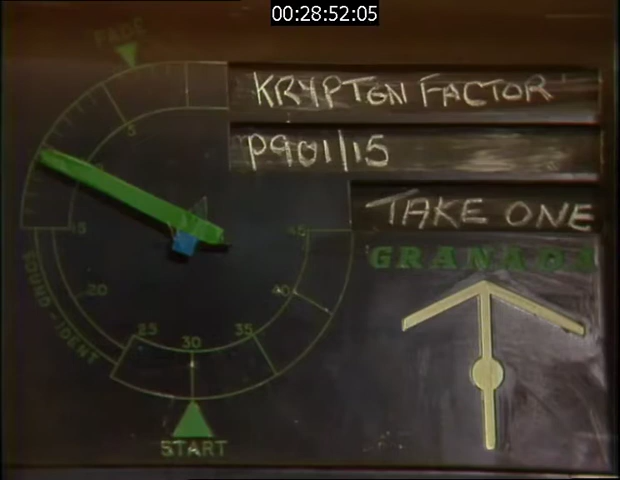 00:28:52:05
FADE
KRYPTON FACTOR
P901/15
TAKE ONE
GRANADA
5
15
45
20
40
25
30
35
SOUND-IDENT
START